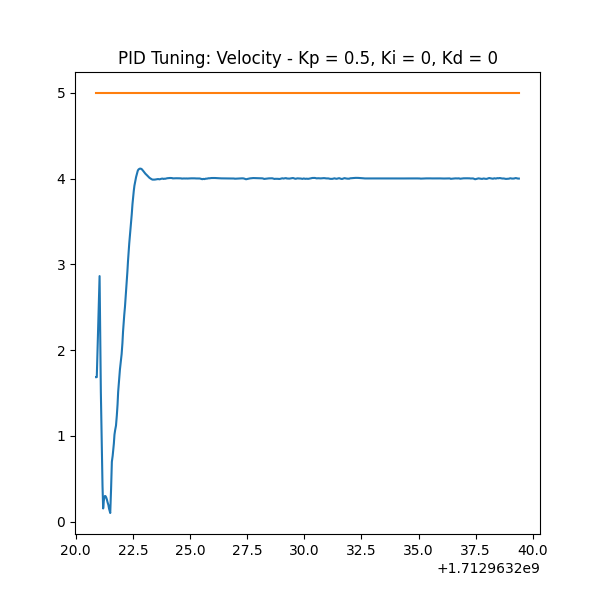 PID Tuning: Velocity - Kp = 0.5, Ki = 0, Kd = 0
5
4
3
2
1
0
20.0 22.5 25.0 27.5 30.0 32.5 35.0 37.5 40.0
+1.7129632e9